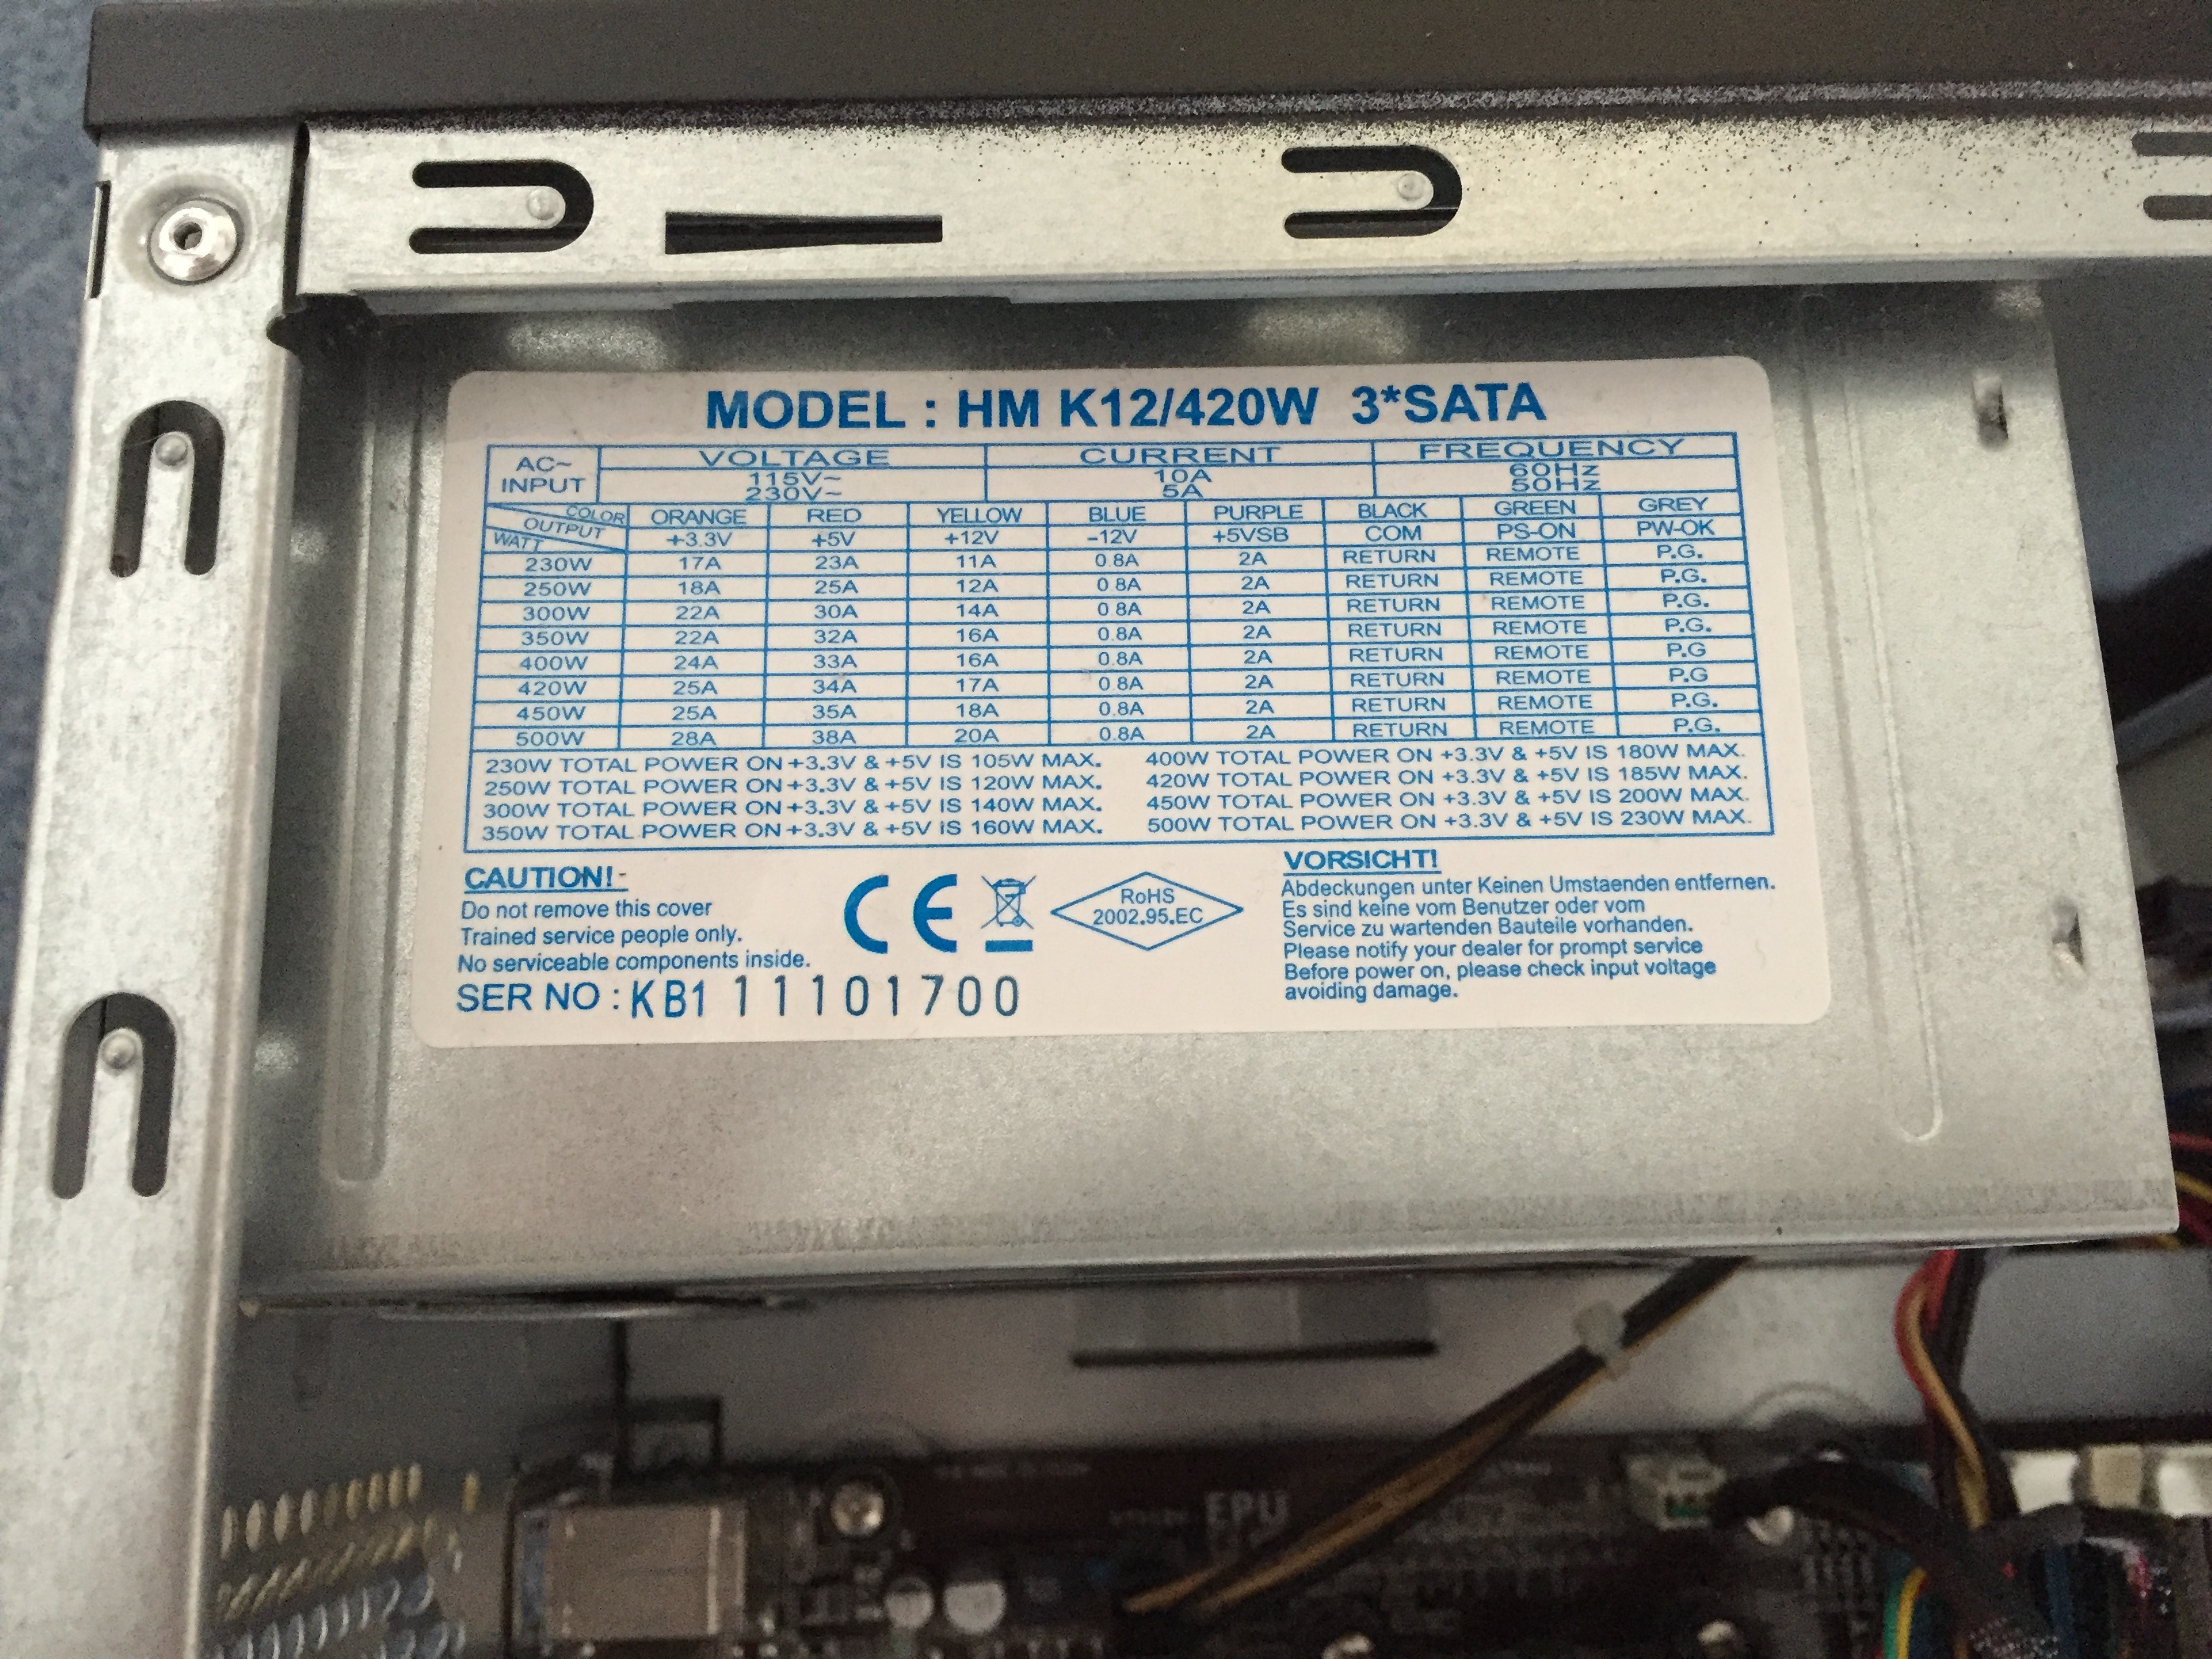 MODEL : HM K12/420W 3*SATA
AC~ INPUT VOLTAGE CURRENT FREQUENCY
115V~ 10A 60Hz
230V~ 5A 50Hz
COLOR ORANGE RED YELLOW BLUE PURPLE BLACK GREEN GREY
OUTPUT WATT +3.3V +5V +12V -12V +5VSB COM PS-ON PW-OK
230W 17A 23A 11A 0.8A 2A RETURN REMOTE P.G.
250W 18A 25A 12A 0.8A 2A RETURN REMOTE P.G.
300W 22A 30A 14A 0.8A 2A RETURN REMOTE P.G.
350W 22A 32A 16A 0.8A 2A RETURN REMOTE P.G.
400W 24A 33A 16A 0.8A 2A RETURN REMOTE P.G
420W 25A 34A 17A 0.8A 2A RETURN REMOTE P.G
450W 25A 35A 18A 0.8A 2A RETURN REMOTE P.G.
500W 28A 38A 20A 0.8A 2A RETURN REMOTE P.G.
230W TOTAL POWER ON +3.3V & +5V IS 105W MAX.
250W TOTAL POWER ON +3.3V & +5V IS 120W MAX.
300W TOTAL POWER ON +3.3V & +5V IS 140W MAX.
350W TOTAL POWER ON +3.3V & +5V IS 160W MAX.
400W TOTAL POWER ON +3.3V & +5V IS 180W MAX.
420W TOTAL POWER ON +3.3V & +5V IS 185W MAX.
450W TOTAL POWER ON +3.3V & +5V IS 200W MAX.
500W TOTAL POWER ON +3.3V & +5V IS 230W MAX.
CAUTION!-
Do not remove this cover
Trained service people only.
No serviceable components inside.
SER NO : KB1 11101700
CE
RoHS
2002.95.EC
VORSICHT!
Abdeckungen unter Keinen Umstaenden entfernen.
Es sind keine vom Benutzer oder vom
Service zu wartenden Bauteile vorhanden.
Please notify your dealer for prompt service
Before power on, please check input voltage
avoiding damage.
EPU